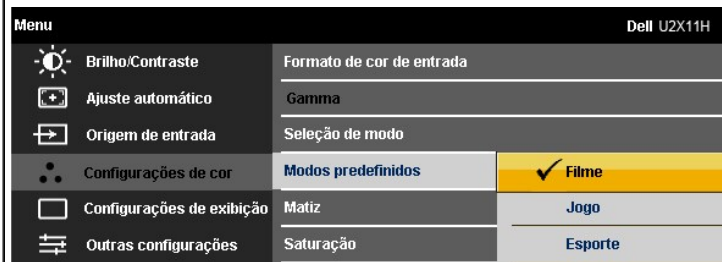 Menu
Dell U2X11H
Brilho/Contraste
Formato de cor de entrada
Ajuste automático
Gamma
Origem de entrada
Seleção de modo
Configurações de cor
Modos predefinidos
Filme
Configurações de exibição
Matiz
Jogo
Outras configurações
Saturação
Esporte